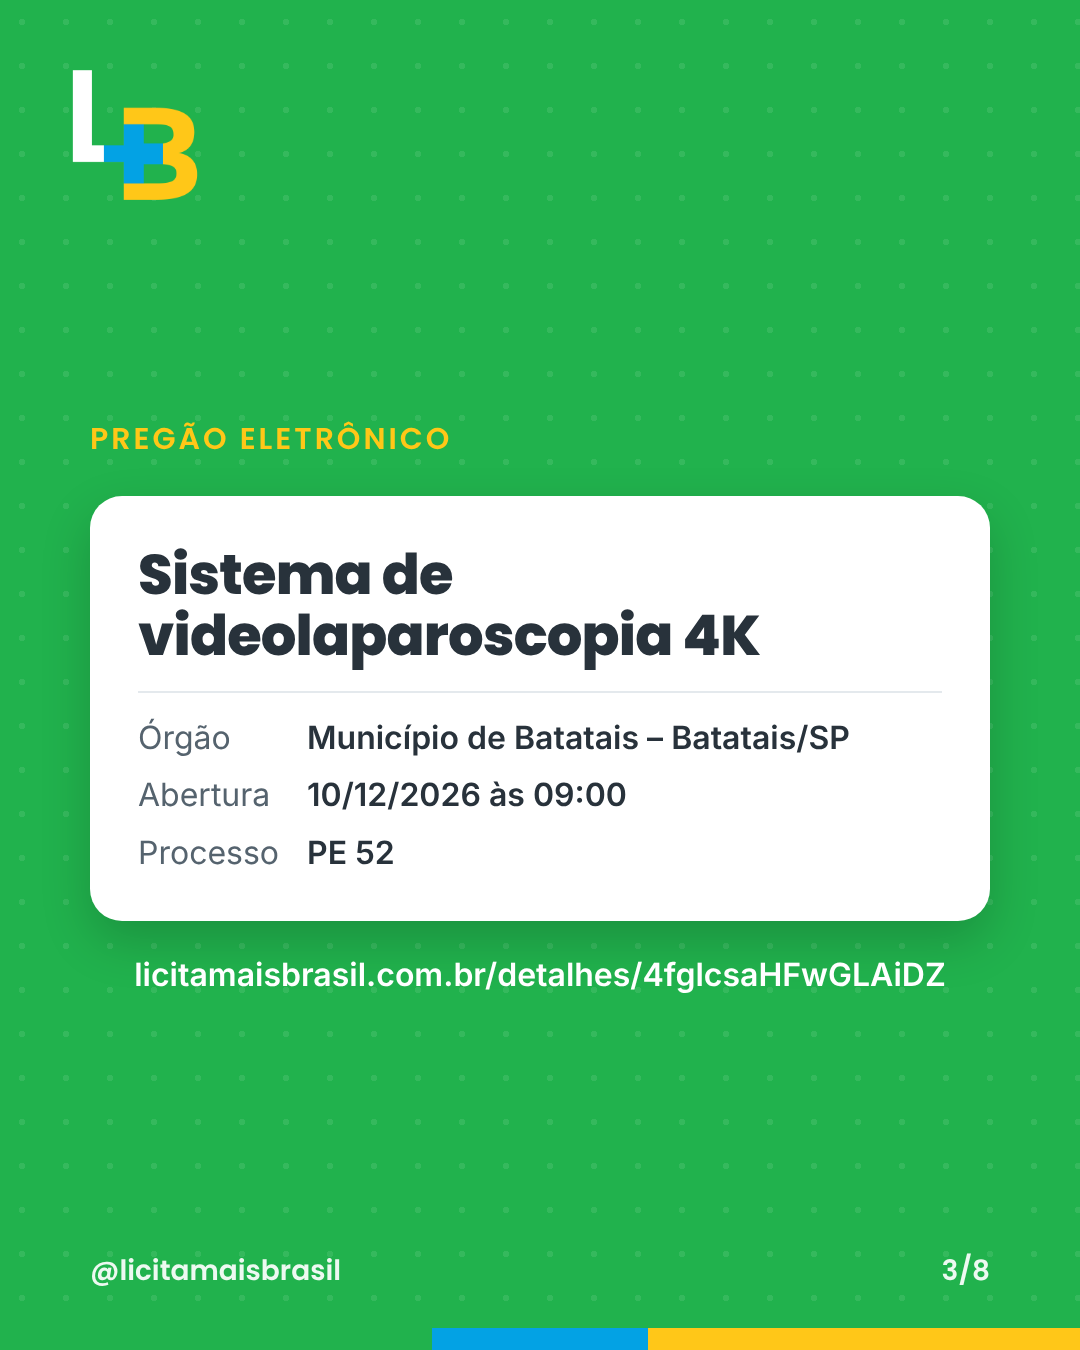 L+B
PREGÃO ELETRÔNICO
Sistema de
videolaparoscopia 4K
Órgão Município de Batatais – Batatais/SP
Abertura 10/12/2026 às 09:00
Processo PE 52
licitamaisbrasil.com.br/detalhes/4fglcsaHFwGLAiDZ
@licitamaisbrasil
3/8